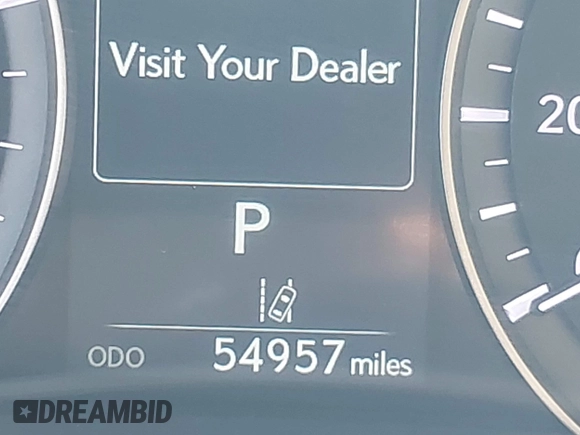 Visit Your Dealer
20
P
ODO 54957 miles
DREAMBID